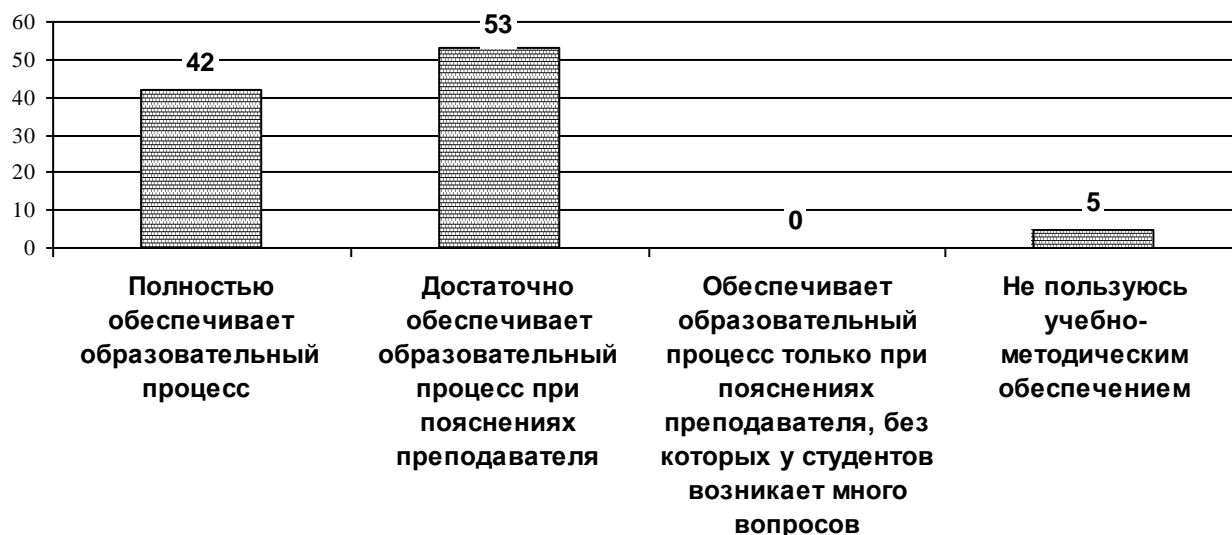 60
50
40
30
20
10
0
42
53
0
5
Полностью
обеспечивает
образовательный
процесс
Достаточно
обеспечивает
образовательный
процесс при
пояснениях
преподавателя
Обеспечивает
образовательный
процесс только при
пояснениях
преподавателя, без
которых у студентов
возникает много
вопросов
Не пользуюсь
учебно-
методическим
обеспечением